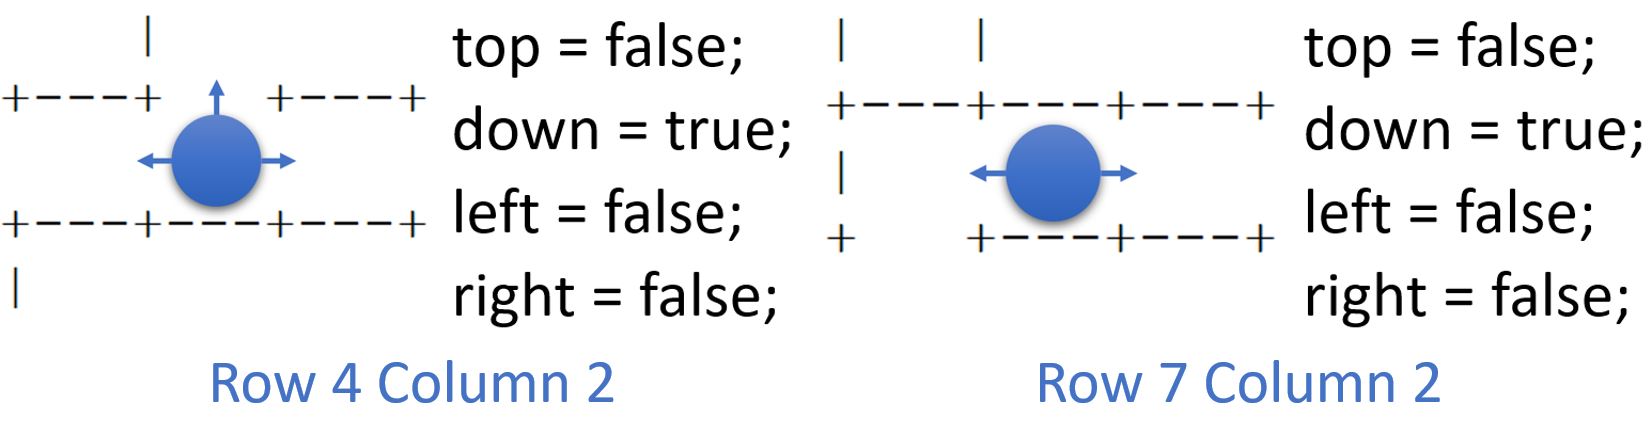 |
+---+ +---+
+---+---+---+
|
top = false;
down = true;
left = false;
right = false;
Row 4 Column 2
| |
+---+---+---+
|
+ +---+---+
top = false;
down = true;
left = false;
right = false;
Row 7 Column 2